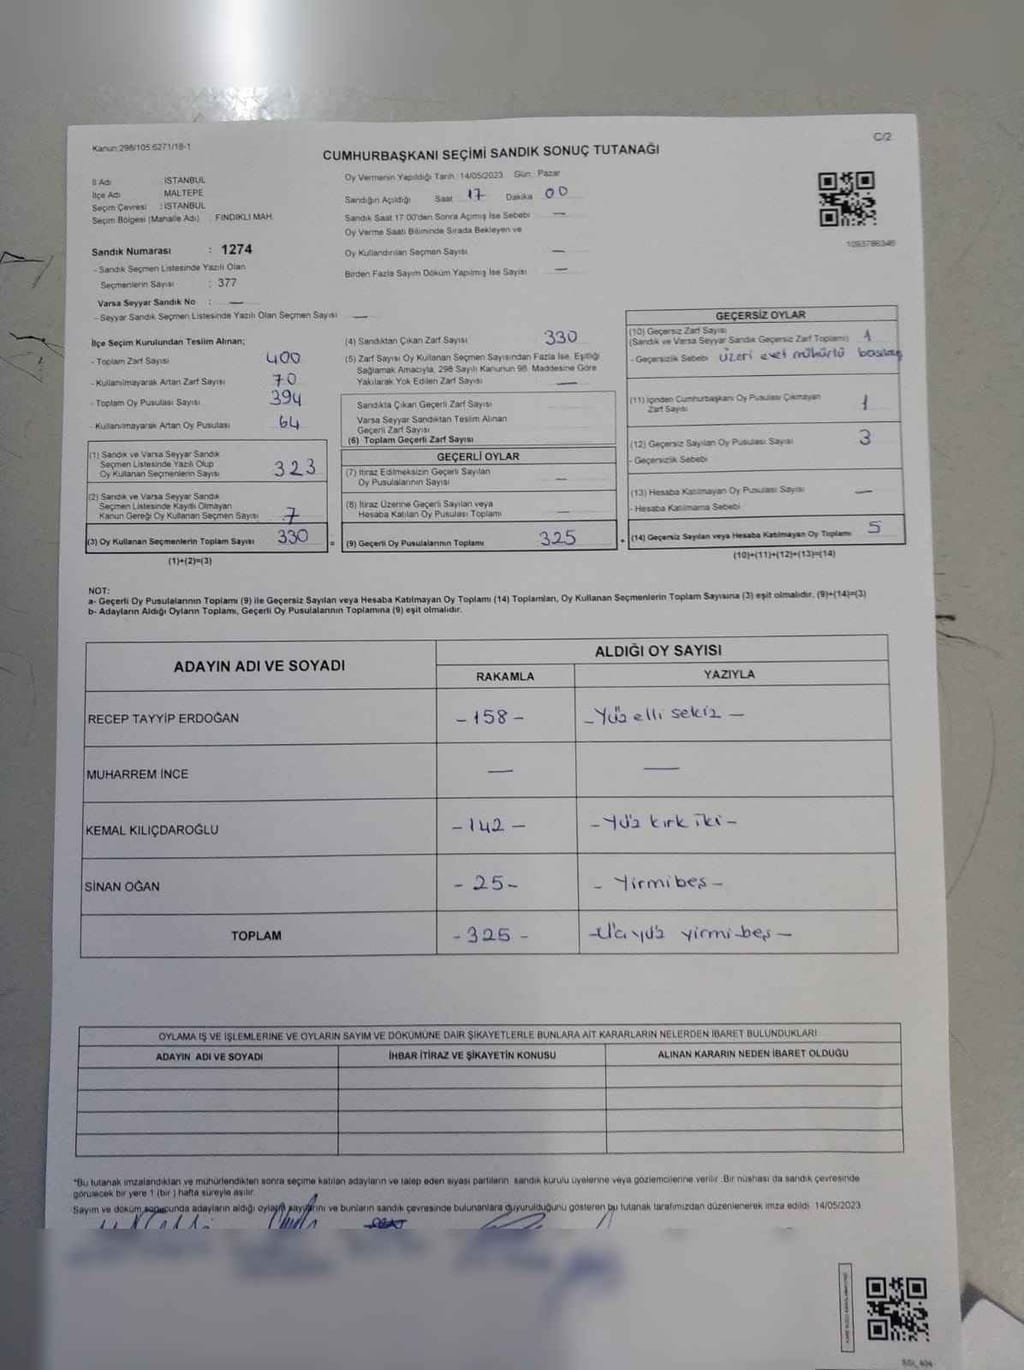 Kanun:298/105:6271/18-1
C/2
CUMHURBAŞKANI SEÇİMİ SANDIK SONUÇ TUTANAĞI
İl Adı : İSTANBUL
İlçe Adı : MALTEPE
Seçim Çevresi : İSTANBUL
Seçim Bölgesi (Mahalle Adı) : FINDIKLI MAH.
Sandık Numarası : 1274
- Sandık Seçmen Listesinde Yazılı Olan
Seçmenlerin Sayısı : 377
Varsa Seyyar Sandık No : —
- Seyyar Sandık Seçmen Listesinde Yazılı Olan Seçmen Sayısı —
Oy Vermenin Yapıldığı Tarih: 14/05/2023 Gün: Pazar
Sandığın Açıldığı Saat 17 Dakika 00
Sandık Saat 17:00'den Sonra Açılmış İse Sebebi —
Oy Verme Saati Bitiminde Sırada Bekleyen ve
Oy Kullandırılan Seçmen Sayısı —
Birden Fazla Sayım Döküm Yapılmış İse Sayısı —
1093786346
İlçe Seçim Kurulundan Teslim Alınan;
- Toplam Zarf Sayısı 400
- Kullanılmayarak Artan Zarf Sayısı 70
- Toplam Oy Pusulası Sayısı 394
- Kullanılmayarak Artan Oy Pusulası 64
(1) Sandık ve Varsa Seyyar Sandık
Seçmen Listesinde Yazılı Olup
Oy Kullanan Seçmenlerin Sayısı 323
(2) Sandık ve Varsa Seyyar Sandık
Seçmen Listesinde Kayıtlı Olmayan
Kanun Gereği Oy Kullanan Seçmen Sayısı 7
(3) Oy Kullanan Seçmenlerin Toplam Sayısı 330
(1)+(2)=(3)
(4) Sandıktan Çıkan Zarf Sayısı 330
(5) Zarf Sayısı Oy Kullanan Seçmen Sayısından Fazla İse, Eşitliği
Sağlamak Amacıyla, 298 Sayılı Kanunun 98. Maddesine Göre
Yakılarak Yok Edilen Zarf Sayısı —
Sandıkta Çıkan Geçerli Zarf Sayısı
Varsa Seyyar Sandıktan Teslim Alınan
Geçerli Zarf Sayısı
(6) Toplam Geçerli Zarf Sayısı
GEÇERLİ OYLAR
(7) İtiraz Edilmeksizin Geçerli Sayılan
Oy Pusulalarının Sayısı —
(8) İtiraz Üzerine Geçerli Sayılan veya
Hesaba Katılan Oy Pusulası Toplamı —
= (9) Geçerli Oy Pusulalarının Toplamı 325
GEÇERSİZ OYLAR
(10) Geçersiz Zarf Sayısı
(Sandık ve Varsa Seyyar Sandık Geçersiz Zarf Toplamı) 1
- Geçersizlik Sebebi üzeri evet mühürlü
(11) İçinden Cumhurbaşkanı Oy Pusulası Çıkmayan
Zarf Sayısı 1
(12) Geçersiz Sayılan Oy Pusulası Sayısı 3
- Geçersizlik Sebebi
(13) Hesaba Katılmayan Oy Pusulası Sayısı —
- Hesaba Katılmama Sebebi
+ (14) Geçersiz Sayılan veya Hesaba Katılmayan Oy Toplamı 5
(10)+(11)+(12)+(13)=(14)
NOT:
a- Geçerli Oy Pusulalarının Toplamı (9) ile Geçersiz Sayılan veya Hesaba Katılmayan Oy Toplamı (14) Toplamları, Oy Kullanan Seçmenlerin Toplam Sayısına (3) eşit olmalıdır. (9)+(14)=(3)
b- Adayların Aldığı Oyların Toplamı, Geçerli Oy Pusulalarının Toplamına (9) eşit olmalıdır.
ADAYIN ADI VE SOYADI ALDIĞI OY SAYISI
RAKAMLA YAZIYLA
RECEP TAYYİP ERDOĞAN -158- -Yüz elli sekiz-
MUHARREM İNCE — —
KEMAL KILIÇDAROĞLU -142- -Yüz kırk iki-
SİNAN OĞAN -25- -Yirmibeş-
TOPLAM -325- -Üçyüz yirmibeş-
OYLAMA İŞ VE İŞLEMLERİNE VE OYLARIN SAYIM VE DÖKÜMÜNE DAİR ŞİKAYETLERLE BUNLARA AİT KARARLARIN NELERDEN İBARET BULUNDUKLARI
ADAYIN ADI VE SOYADI İHBAR İTİRAZ VE ŞİKAYETİN KONUSU ALINAN KARARIN NEDEN İBARET OLDUĞU
*Bu tutanak imzalandıktan ve mühürlendikten sonra seçime katılan adayların ve talep eden siyasi partilerin sandık kurulu üyelerine veya gözlemcilerine verilir. Bir nüshası da sandık çevresinde
görülecek bir yere 1 (bir) hafta süreyle asılır.
Sayım ve döküm sonucunda adayların aldığı oyların sayılarını ve bunların sandık çevresinde bulunanlara duyurulduğunu gösteren bu tutanak tarafımızdan düzenlenerek imza edildi. 14/05/2023